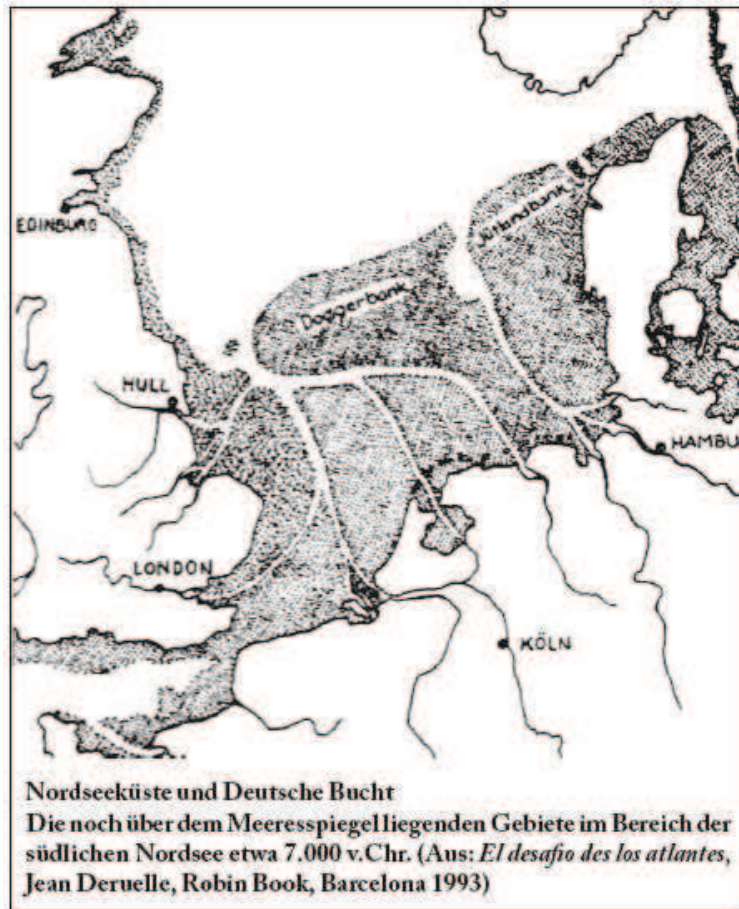 EDINBURG
Jütlandbank
Doggerbank
HULL
HAMBU
LONDON
KÖLN
Nordseeküste und Deutsche Bucht
Die noch über dem Meeresspiegel liegenden Gebiete im Bereich der
südlichen Nordsee etwa 7.000 v.Chr. (Aus: El desafio des los atlantes,
Jean Deruelle, Robin Book, Barcelona 1993)